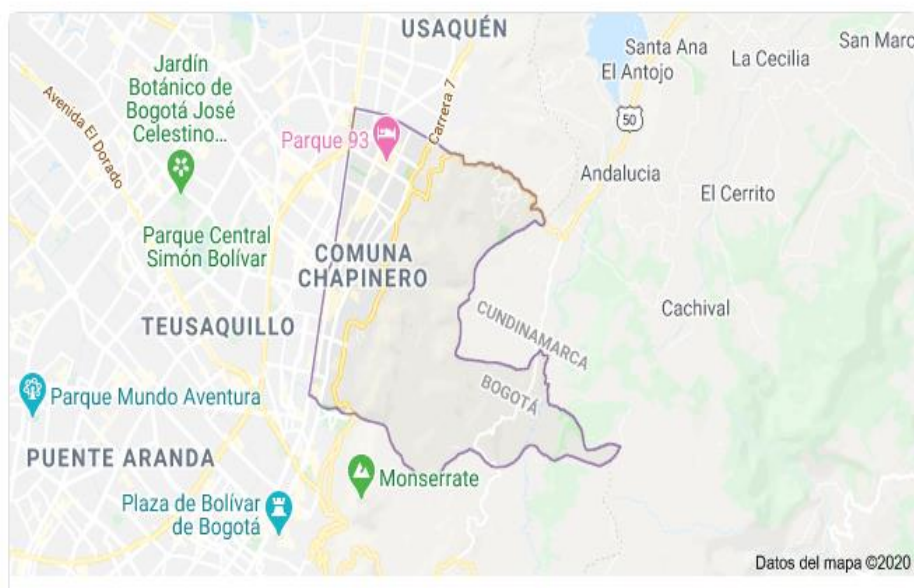 USAQUÉN
Santa Ana
El Antojo
La Cecilia
San Marc
Jardín
Botánico de
Bogotá José
Celestino...
Avenida El Dorado
Parque 93
Carrera 7
50
Andalucia
El Cerrito
Parque Central
Simón Bolívar
COMUNA
CHAPINERO
TEUSAQUILLO
Cachival
CUNDINAMARCA
BOGOTÁ
Parque Mundo Aventura
PUENTE ARANDA
Monserrate
Plaza de Bolívar
de Bogotá
Datos del mapa ©2020